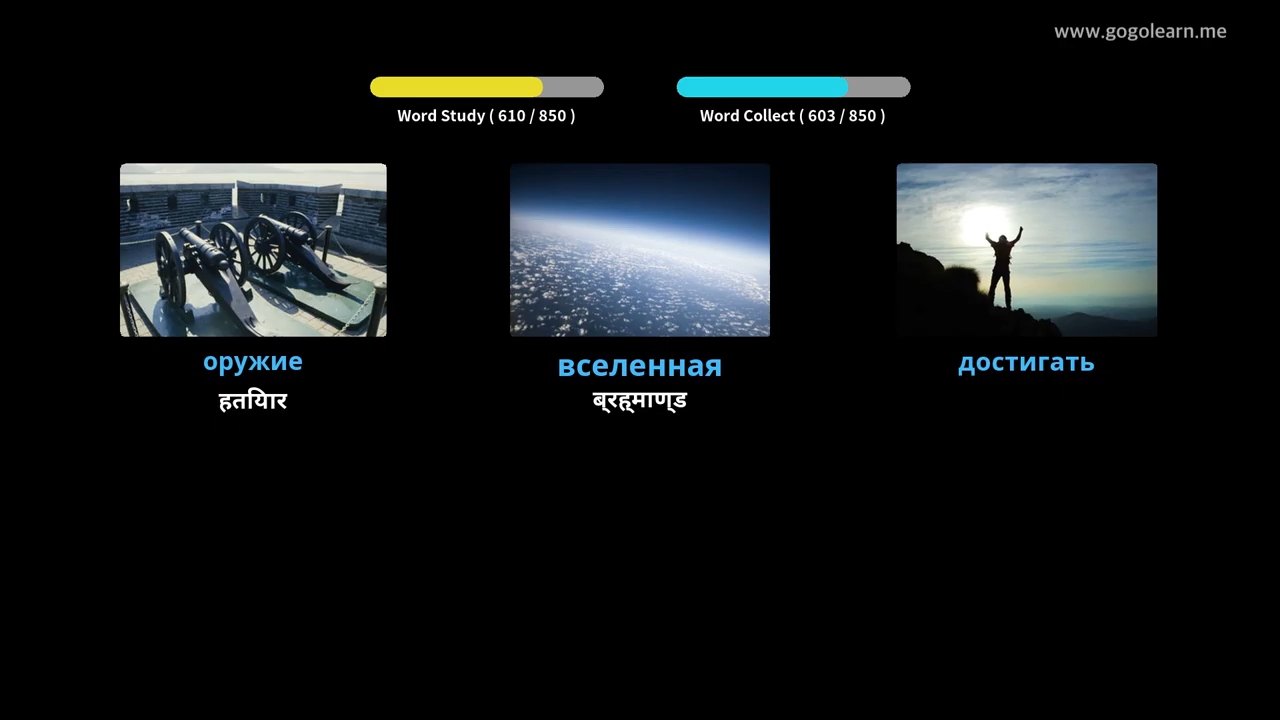 www.gogolearn.me
Word Study ( 610 / 850 )
Word Collect ( 603 / 850 )
оружие
вселенная
достигать
हतियािर
ब्रह्माण्ड